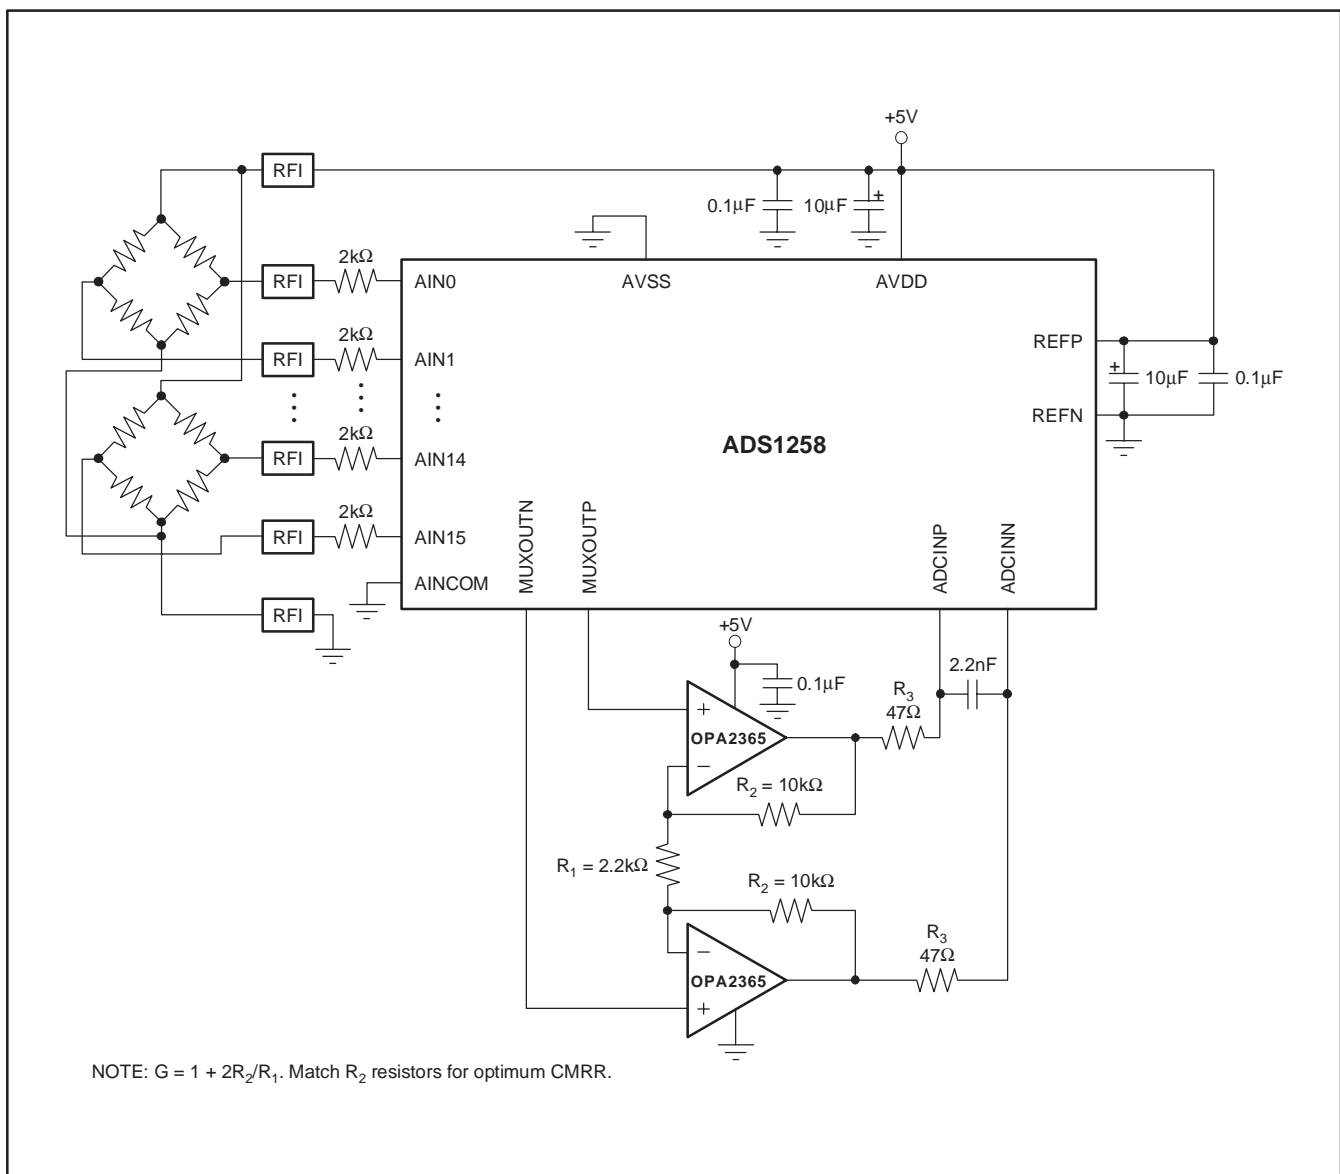 +5V
RFI
0.1µF
10µF
+
2kΩ
RFI
AIN0
AVSS
AVDD
2kΩ
RFI
AIN1
REFP
+
10µF
0.1µF
REFN
2kΩ
RFI
AIN14
ADS1258
2kΩ
RFI
AIN15
MUXOUTN
MUXOUTP
ADCINP
ADCINN
AINCOM
RFI
+5V
0.1µF
2.2nF
R3
47Ω
+
OPA2365
−
R2 = 10kΩ
R1 = 2.2kΩ
R2 = 10kΩ
R3
47Ω
−
OPA2365
+
NOTE: G = 1 + 2R2/R1. Match R2 resistors for optimum CMRR.